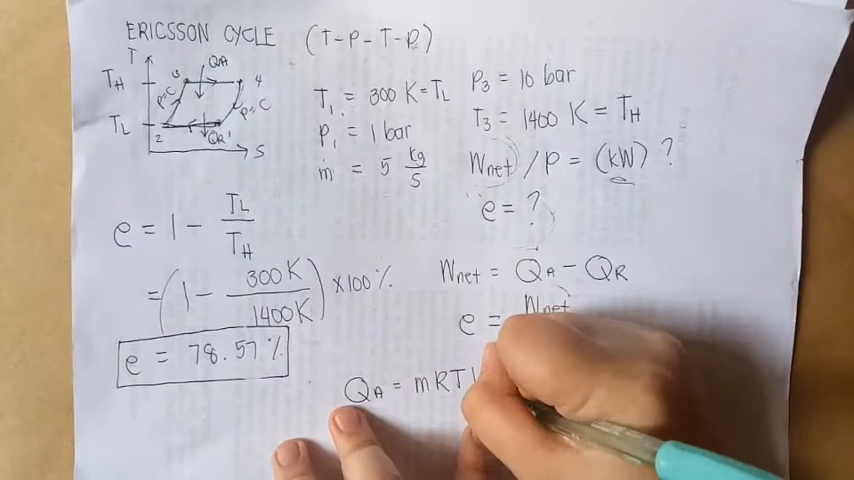 ERICSSON CYCLE (T-P-T-P)
T
QA
TH
3
4
P=C
P=C
TL
2
QR
1
S
T₁ = 300 K = TL
P₁ = 1 bar
ṁ = 5 kg/s
P₃ = 10 bar
T₃ = 1400 K = TH
Wnet / P = (kW) ?
e = ?
e = 1 - TL/TH
= (1 - 300K/1400K) x 100%
e = 78.57%
Wnet = QA - QR
e = Wnet
QA = mRT